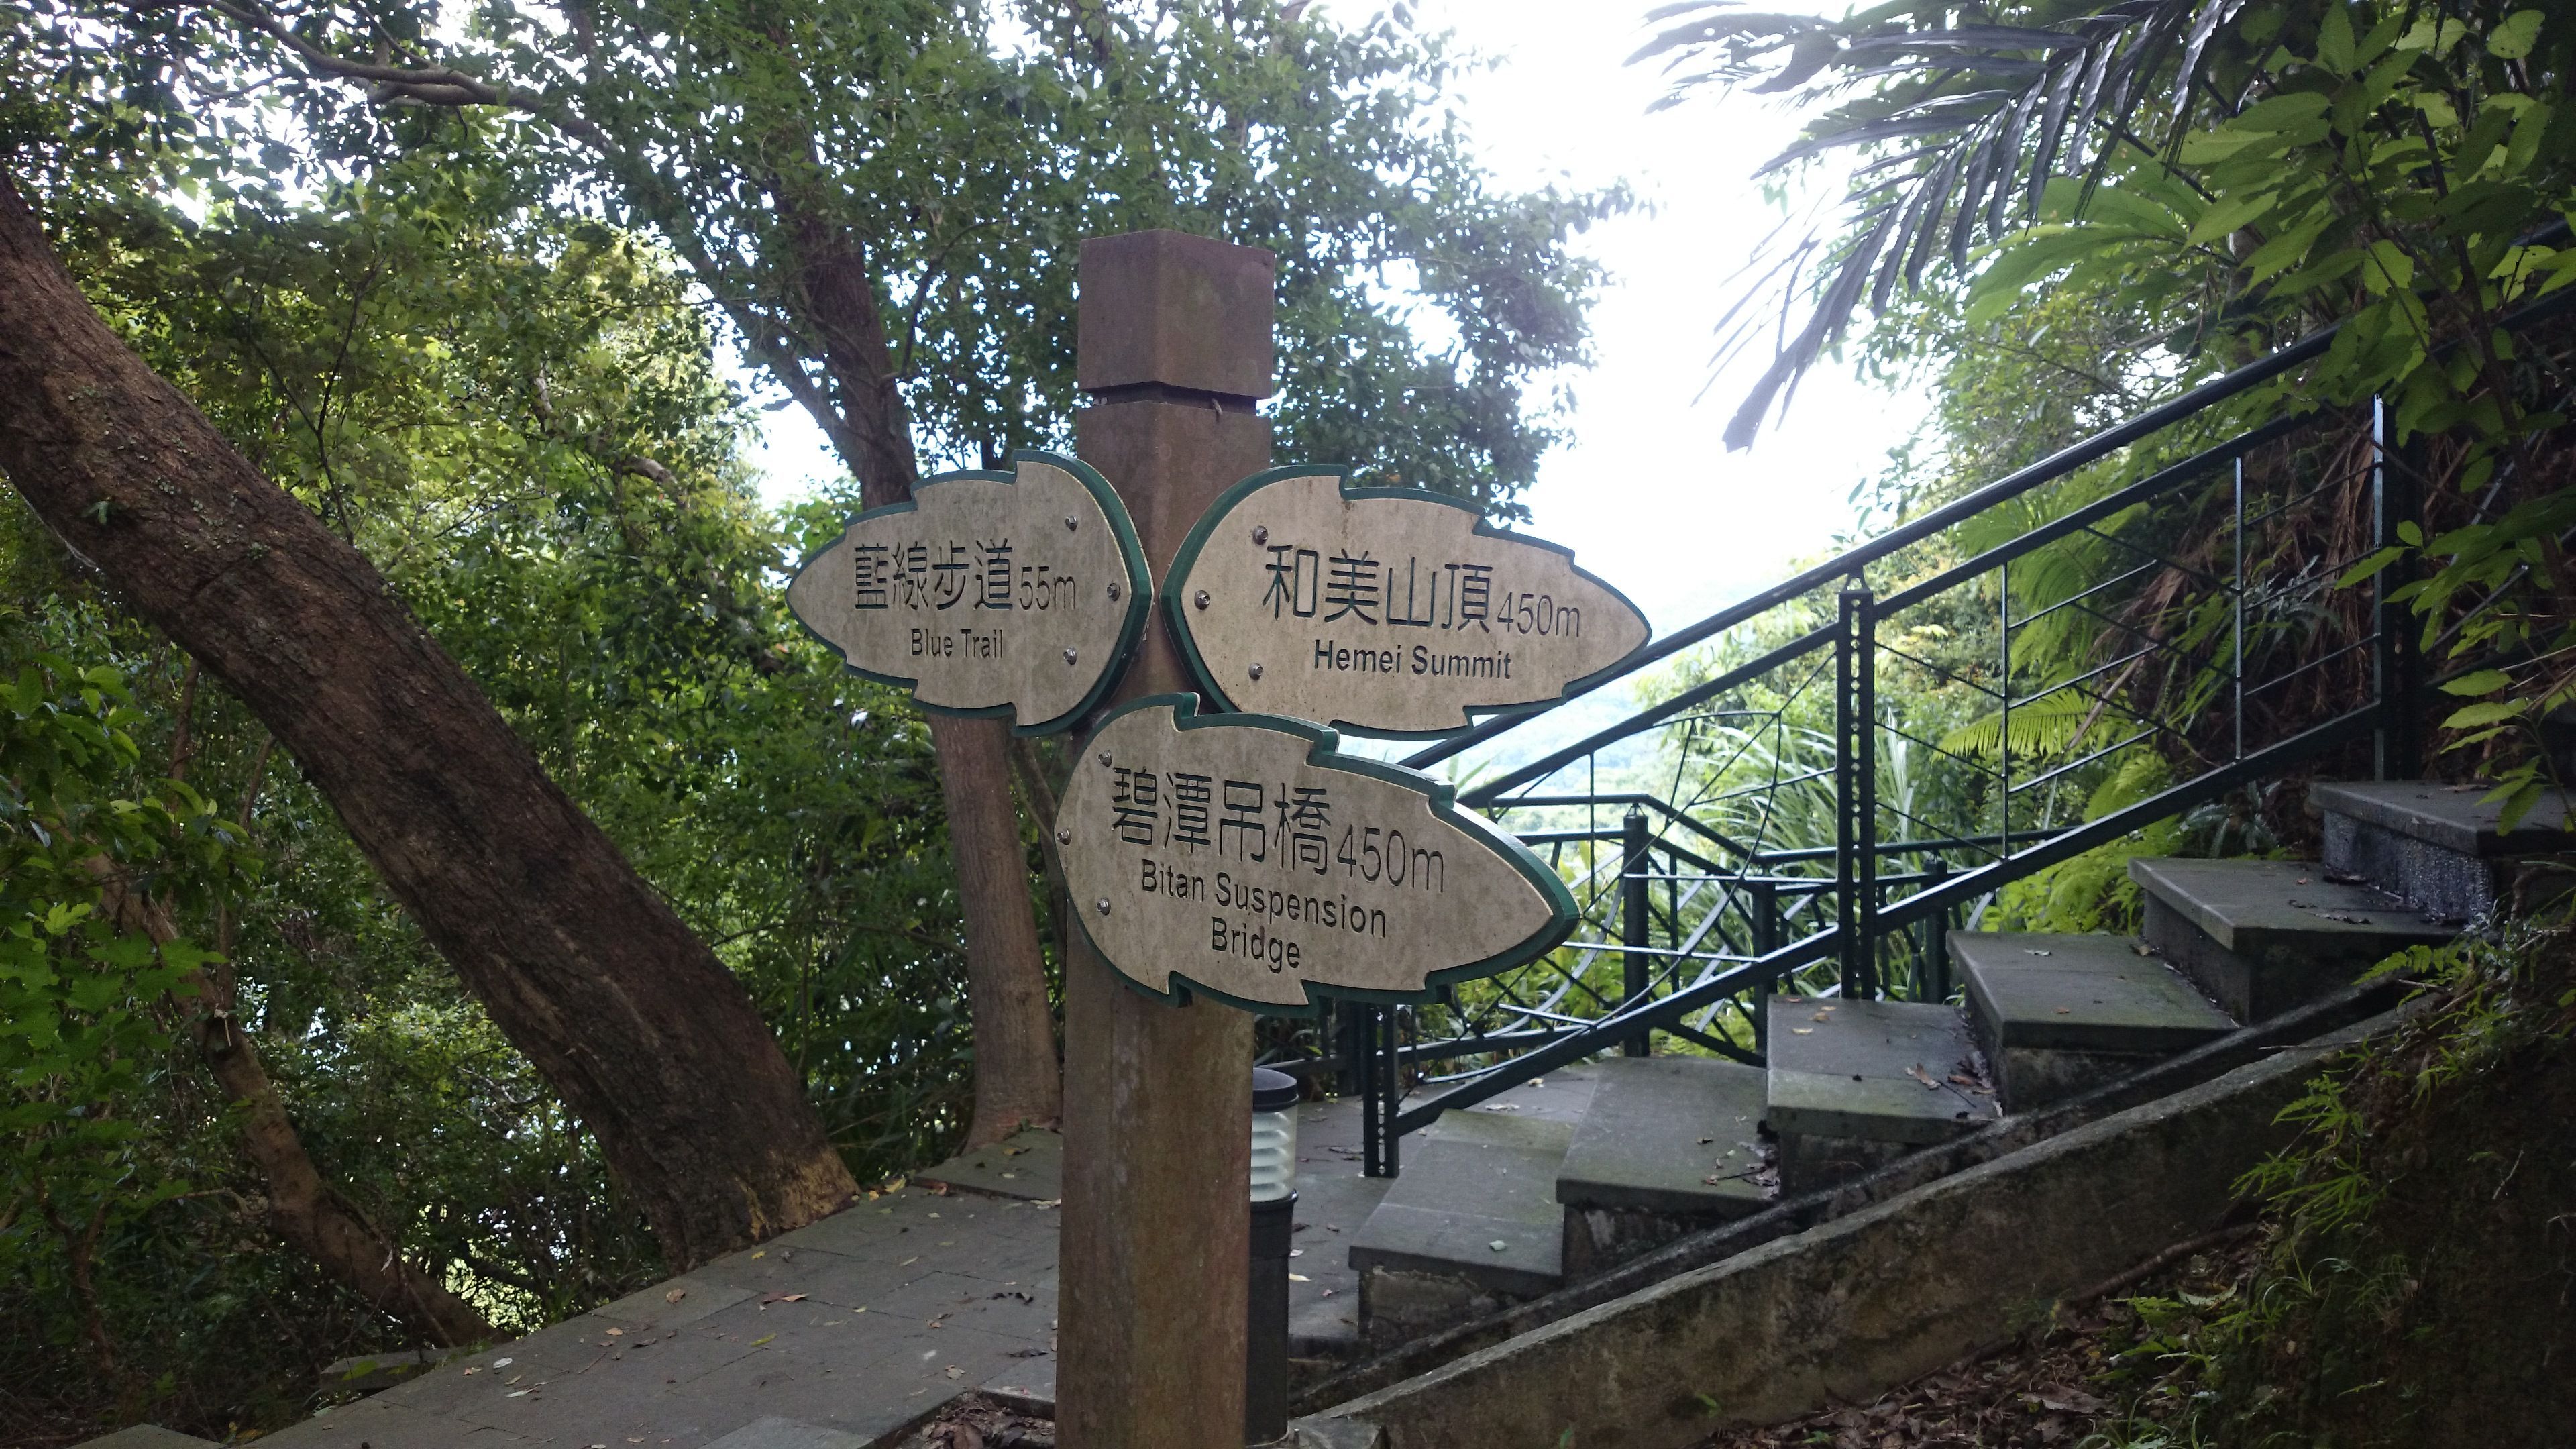 藍線步道55m
Blue Trail
和美山頂450m
Hemei Summit
碧潭吊橋450m
Bitan Suspension
Bridge